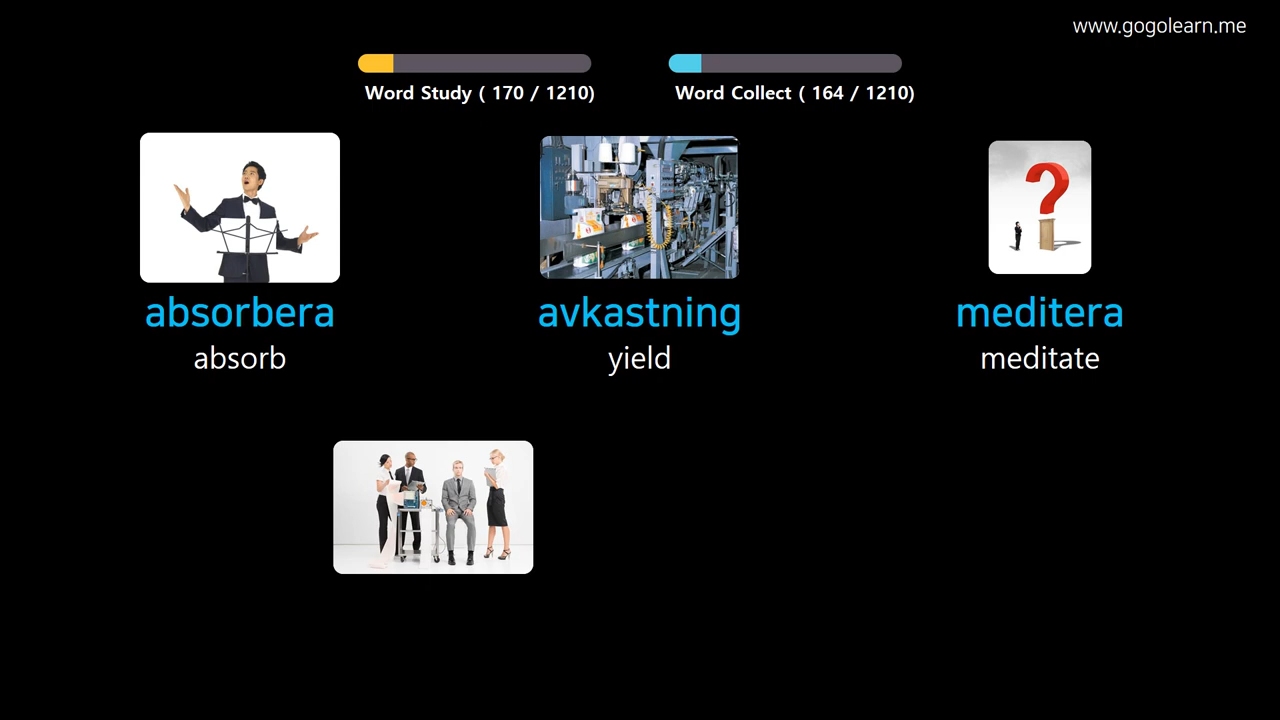 www.gogolearn.me
Word Study ( 170 / 1210)
Word Collect ( 164 / 1210)
absorbera
avkastning
meditera
absorb
yield
meditate